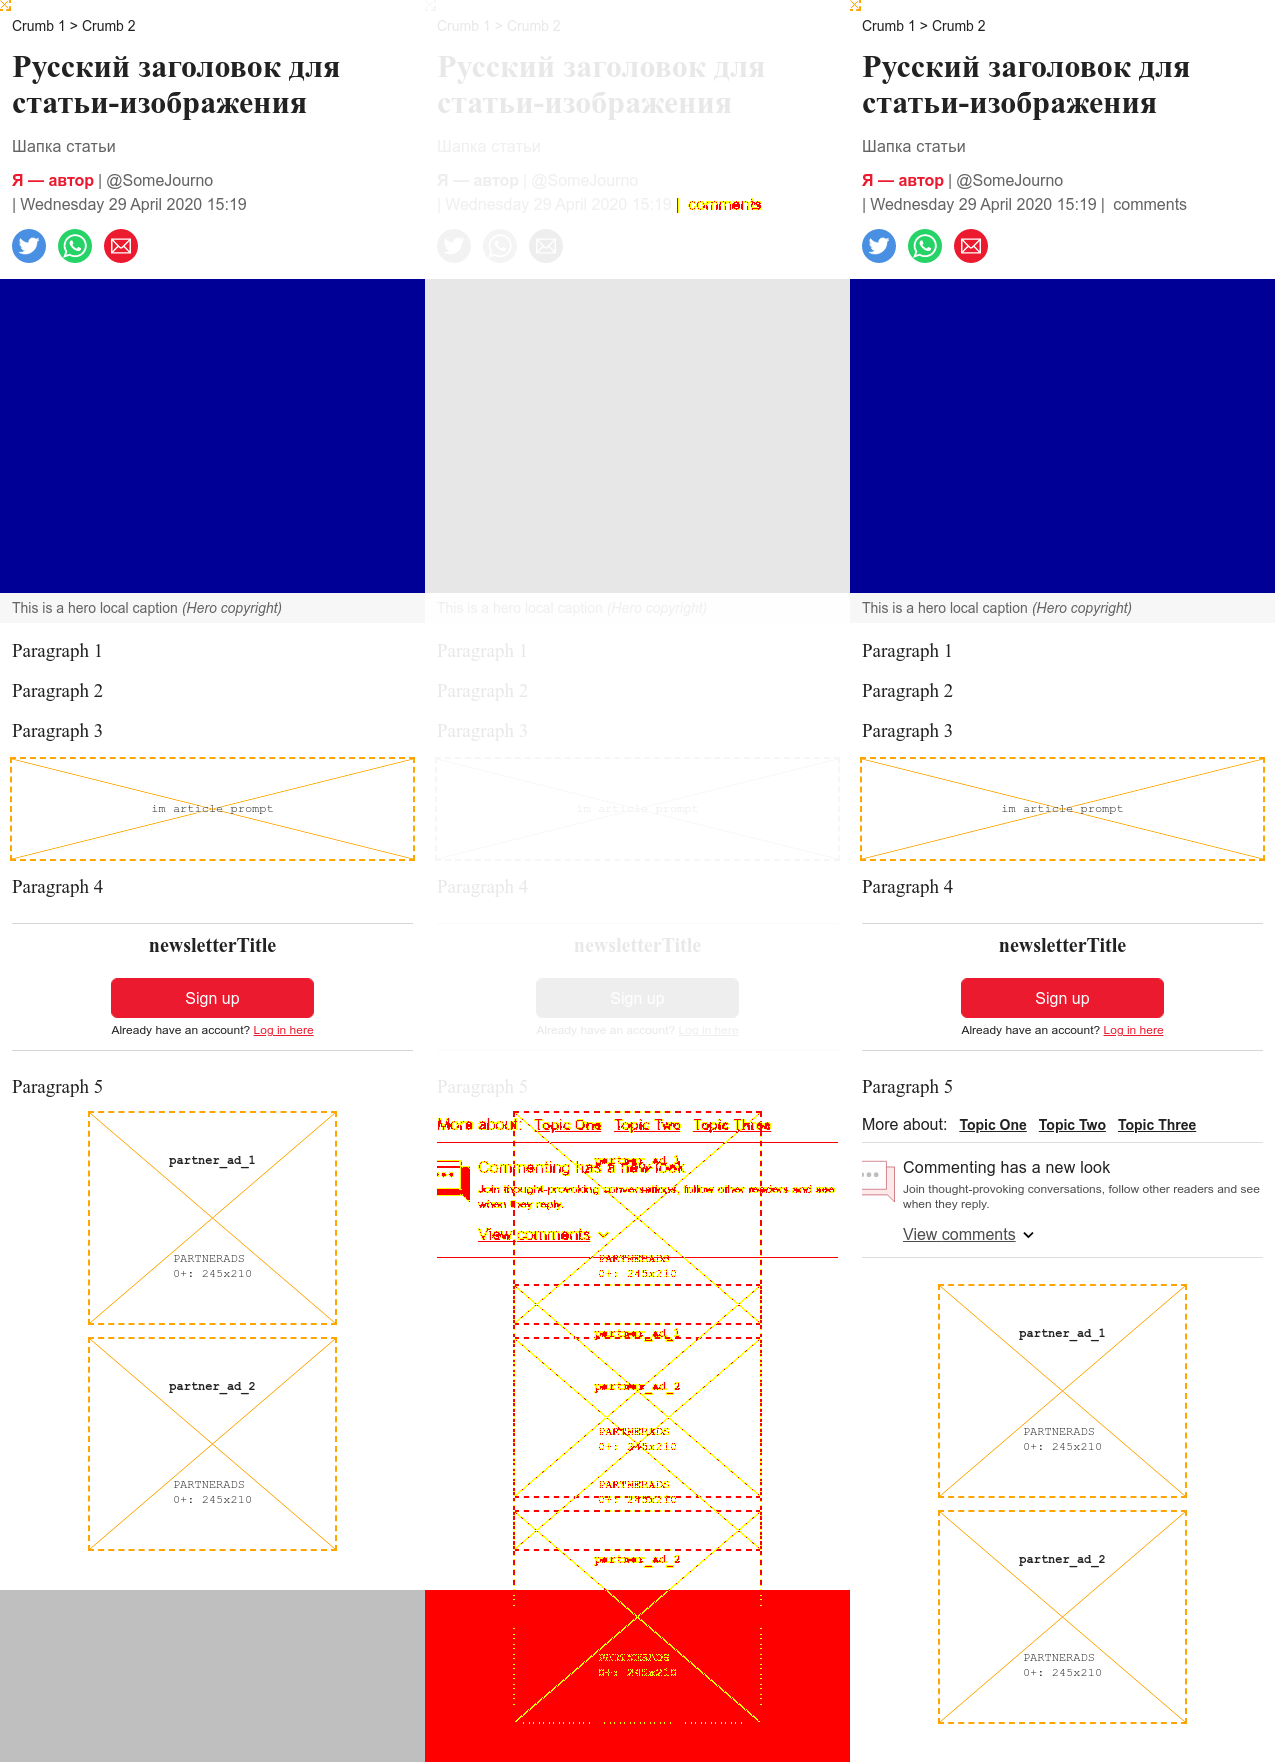 Crumb 1 > Crumb 2
Русский заголовок для
статьи-изображения
Шапка статьи
Я — автор | @SomeJourno
| Wednesday 29 April 2020 15:19
This is a hero local caption (Hero copyright)
Paragraph 1
Paragraph 2
Paragraph 3
im article prompt
Paragraph 4
newsletterTitle
Sign up
Already have an account? Log in here
Paragraph 5
partner_ad_1
PARTNERADS
0+: 245x210
partner_ad_2
PARTNERADS
0+: 245x210
Crumb 1 > Crumb 2
Русский заголовок для
статьи-изображения
Шапка статьи
Я — автор | @SomeJourno
| Wednesday 29 April 2020 15:19 | comments
This is a hero local caption (Hero copyright)
Paragraph 1
Paragraph 2
Paragraph 3
im article prompt
Paragraph 4
newsletterTitle
Sign up
Already have an account? Log in here
Paragraph 5
More about: Topic One Topic Two Topic Three
partner_ad_1
Commenting has a new look
Join thought-provoking conversations, follow other readers and see
when they reply.
View comments
PARTNERADS
0+: 245x210
partner_ad_1
partner_ad_2
PARTNERADS
0+: 245x210
PARTNERADS
0+: 245x210
partner_ad_2
PARTNERADS
0+: 245x210
Crumb 1 > Crumb 2
Русский заголовок для
статьи-изображения
Шапка статьи
Я — автор | @SomeJourno
| Wednesday 29 April 2020 15:19 | comments
This is a hero local caption (Hero copyright)
Paragraph 1
Paragraph 2
Paragraph 3
im article prompt
Paragraph 4
newsletterTitle
Sign up
Already have an account? Log in here
Paragraph 5
More about: Topic One Topic Two Topic Three
Commenting has a new look
Join thought-provoking conversations, follow other readers and see
when they reply.
View comments
partner_ad_1
PARTNERADS
0+: 245x210
partner_ad_2
PARTNERADS
0+: 245x210